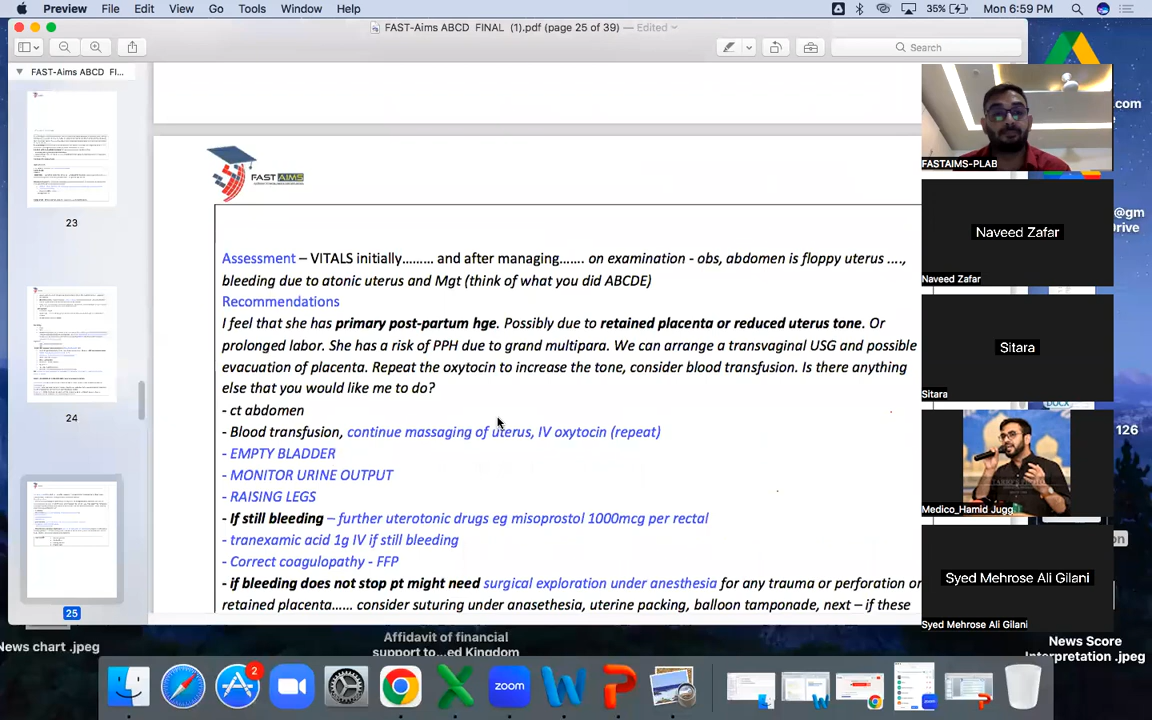 Preview File Edit View Go Tools Window Help
35% Mon 6:59 PM
FAST-Aims ABCD FINAL (1).pdf (page 25 of 39) — Edited
Search
FAST-Aims ABCD FI...
23
24
25
FAST AIMS
Assessment – VITALS initially……… and after managing……. on examination - obs, abdomen is floppy uterus ….,
bleeding due to atonic uterus and Mgt (think of what you did ABCDE)
Recommendations
I feel that she has primary post-partum hge. Possibly due to retained placenta or reduced uterus tone. Or
prolonged labor. She has a risk of PPH due to grand multipara. We can arrange a transvaginal USG and possible
evacuation of placenta. Repeat the oxytocin to increase the tone, consider blood transfusion. Is there anything
else that you would like me to do?
- ct abdomen
- Blood transfusion, continue massaging of uterus, IV oxytocin (repeat)
- EMPTY BLADDER
- MONITOR URINE OUTPUT
- RAISING LEGS
- If still bleeding – further uterotonic drugs eg misoprostol 1000mcg per rectal
- tranexamic acid 1g IV if still bleeding
- Correct coagulopathy - FFP
- if bleeding does not stop pt might need surgical exploration under anesthesia for any trauma or perforation or
retained placenta…… consider suturing under anasethesia, uterine packing, balloon tamponade, next – if these
FASTAIMS-PLAB
Naveed Zafar
Naveed Zafar
Sitara
Sitara
Medico_Hamid Jugg
Syed Mehrose Ali Gilani
Syed Mehrose Ali Gilani
.com
@gm
Drive
DOCX
126
on
News chart .jpeg
Affidavit of financial
support to...ed Kingdom
News Score
Interpretation .jpeg
2
zoom